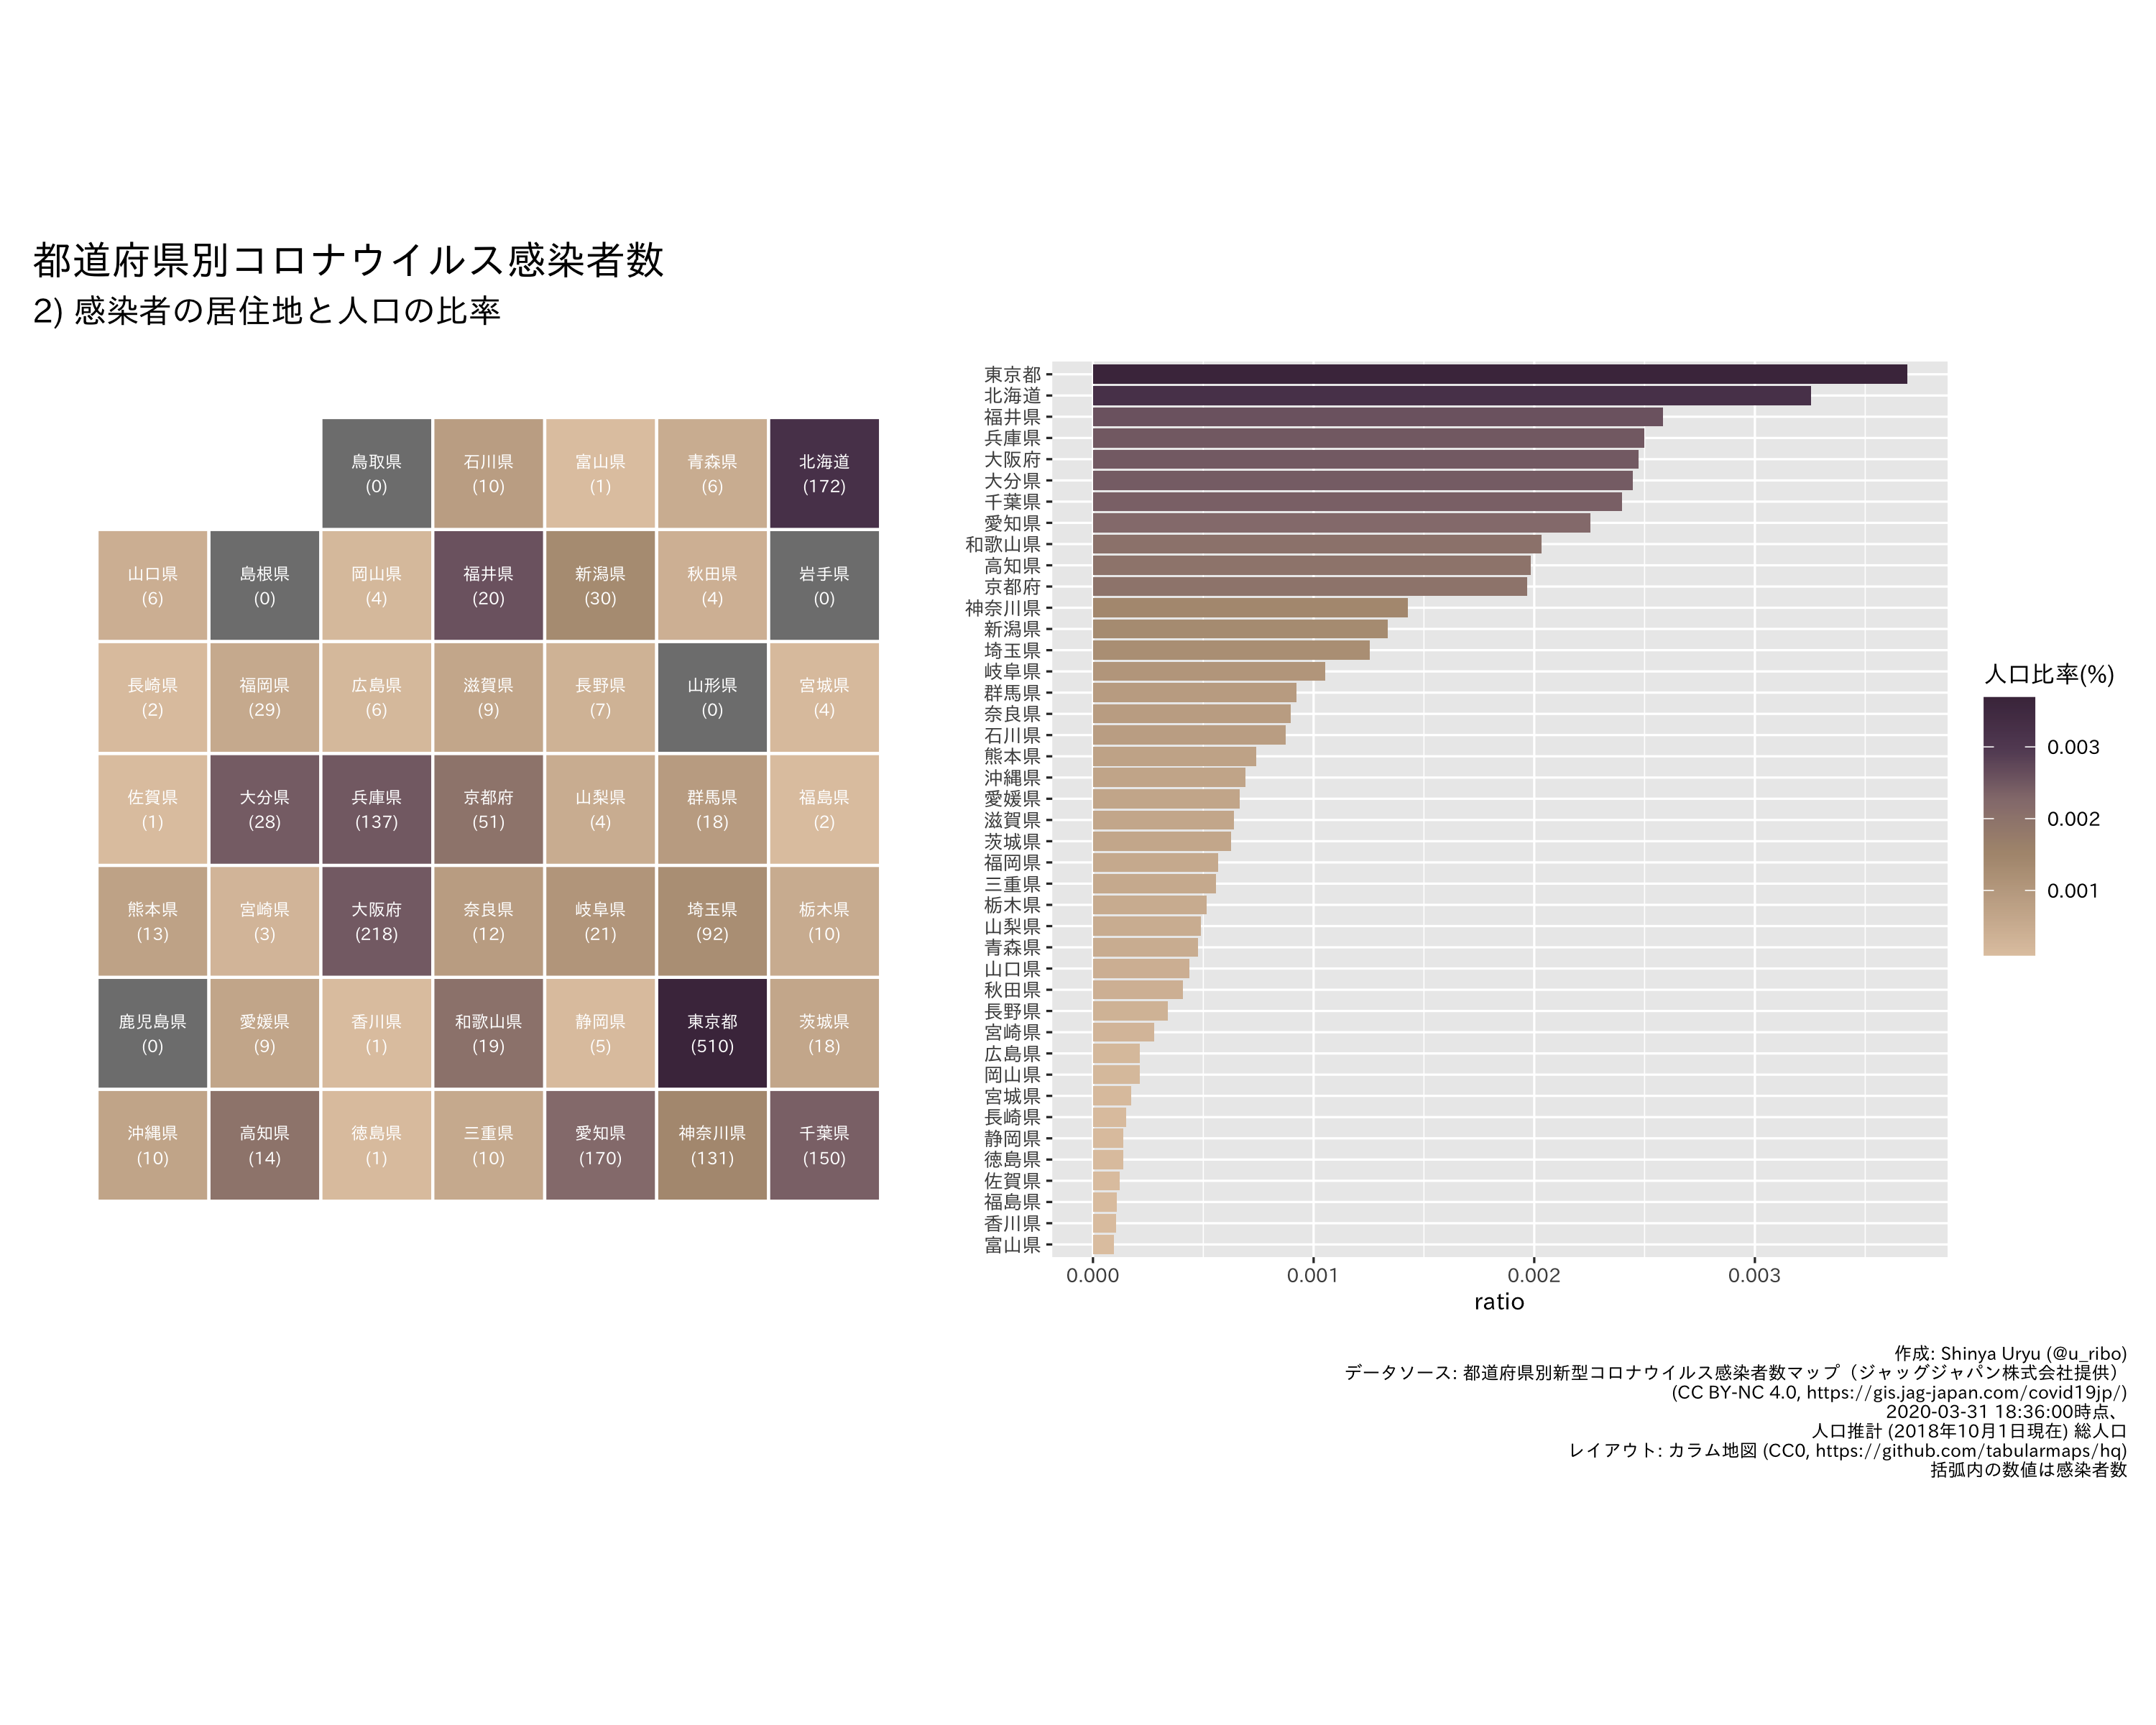 都道府県別コロナウイルス感染者数
2) 感染者の居住地と人口の比率
鳥取県
(0)
石川県
(10)
富山県
(1)
青森県
(6)
北海道
(172)
山口県
(6)
島根県
(0)
岡山県
(4)
福井県
(20)
新潟県
(30)
秋田県
(4)
岩手県
(0)
長崎県
(2)
福岡県
(29)
広島県
(6)
滋賀県
(9)
長野県
(7)
山形県
(0)
宮城県
(4)
佐賀県
(1)
大分県
(28)
兵庫県
(137)
京都府
(51)
山梨県
(4)
群馬県
(18)
福島県
(2)
熊本県
(13)
宮崎県
(3)
大阪府
(218)
奈良県
(12)
岐阜県
(21)
埼玉県
(92)
栃木県
(10)
鹿児島県
(0)
愛媛県
(9)
香川県
(1)
和歌山県
(19)
静岡県
(5)
東京都
(510)
茨城県
(18)
沖縄県
(10)
高知県
(14)
徳島県
(1)
三重県
(10)
愛知県
(170)
神奈川県
(131)
千葉県
(150)
東京都
北海道
福井県
兵庫県
大阪府
大分県
千葉県
愛知県
和歌山県
高知県
京都府
神奈川県
新潟県
埼玉県
岐阜県
群馬県
奈良県
石川県
熊本県
沖縄県
愛媛県
滋賀県
茨城県
福岡県
三重県
栃木県
山梨県
青森県
山口県
秋田県
長野県
宮崎県
広島県
岡山県
宮城県
長崎県
静岡県
徳島県
佐賀県
福島県
香川県
富山県
0.000
0.001
0.002
0.003
ratio
人口比率(%)
0.003
0.002
0.001
作成: Shinya Uryu (@u_ribo)
データソース: 都道府県別新型コロナウイルス感染者数マップ（ジャッグジャパン株式会社提供）
(CC BY-NC 4.0, https://gis.jag-japan.com/covid19jp/)
2020-03-31 18:36:00時点、
人口推計 (2018年10月1日現在) 総人口
レイアウト: カラム地図 (CC0, https://github.com/tabularmaps/hq)
括弧内の数値は感染者数